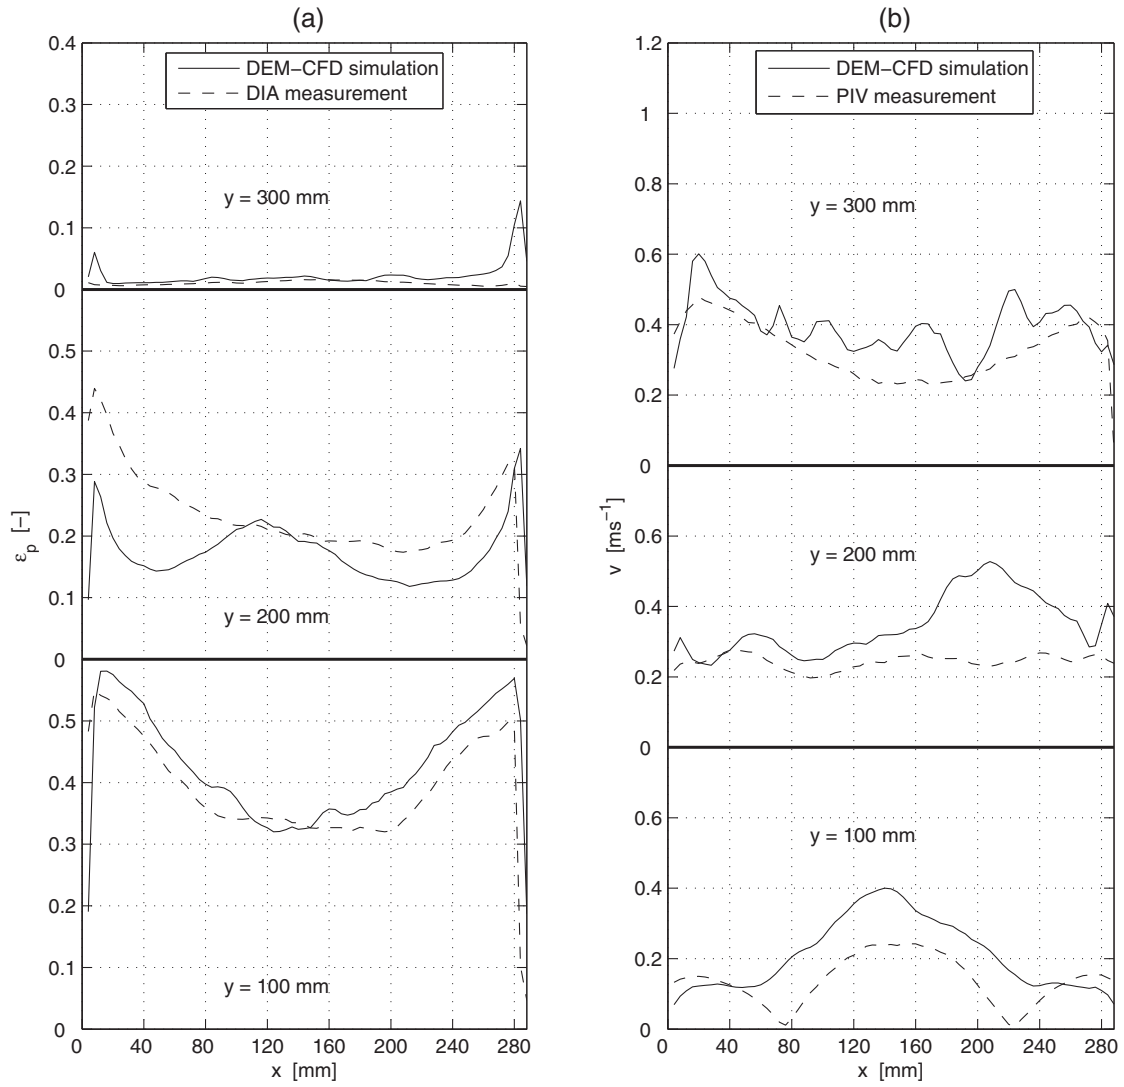 (a)
0.4
DEM−CFD simulation
DIA measurement
0.3
0.2
y = 300 mm
0.1
0
0.5
0.4
0.3
0.2
y = 200 mm
0.1
0
0.5
0.4
0.3
0.2
0.1
y = 100 mm
0
0 40 80 120 160 200 240 280
x [mm]
εp [−]
(b)
1.2
DEM−CFD simulation
PIV measurement
1
0.8
y = 300 mm
0.6
0.4
0.2
0
0.6
y = 200 mm
0.4
0.2
0
0.6
y = 100 mm
0.4
0.2
0
0 40 80 120 160 200 240 280
x [mm]
v [ms−1]